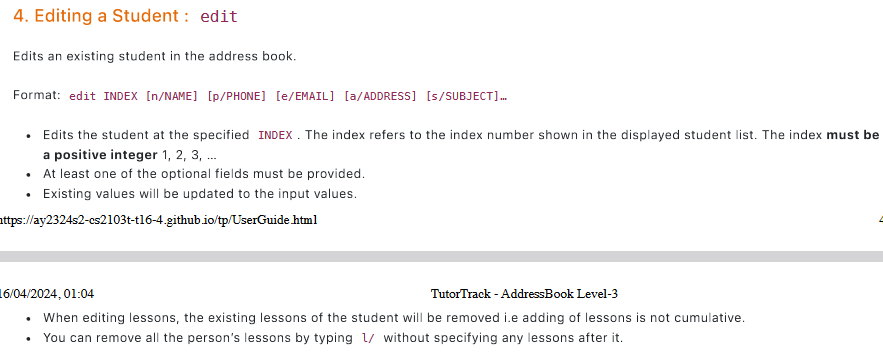 4. Editing a Student : edit
Edits an existing student in the address book.
Format: edit INDEX [n/NAME] [p/PHONE] [e/EMAIL] [a/ADDRESS] [s/SUBJECT]…
• Edits the student at the specified INDEX . The index refers to the index number shown in the displayed student list. The index must be
a positive integer 1, 2, 3, …
• At least one of the optional fields must be provided.
• Existing values will be updated to the input values.
https://ay2324s2-cs2103t-t16-4.github.io/tp/UserGuide.html 4
16/04/2024, 01:04 TutorTrack - AddressBook Level-3
• When editing lessons, the existing lessons of the student will be removed i.e adding of lessons is not cumulative.
• You can remove all the person's lessons by typing l/ without specifying any lessons after it.